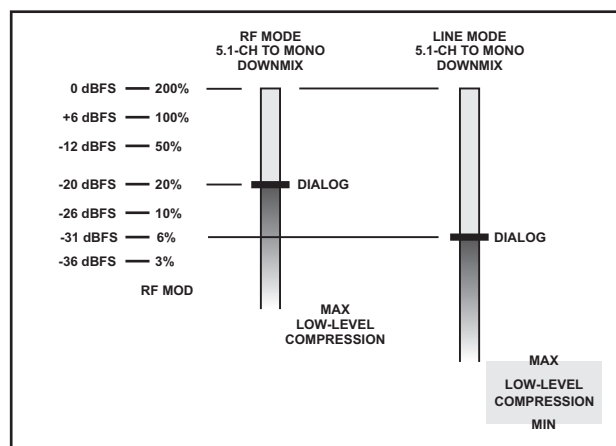 RF MODE
5.1-CH TO MONO
DOWNMIX
LINE MODE
5.1-CH TO MONO
DOWNMIX
0 dBFS 200%
+6 dBFS 100%
-12 dBFS 50%
-20 dBFS 20%
DIALOG
-26 dBFS 10%
-31 dBFS 6%
DIALOG
-36 dBFS 3%
RF MOD
MAX
LOW-LEVEL
COMPRESSION
MAX
LOW-LEVEL
COMPRESSION
MIN